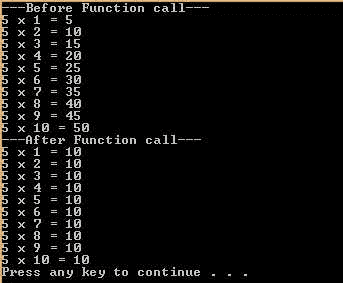 ---Before Function call---
5 x 1 = 5
5 x 2 = 10
5 x 3 = 15
5 x 4 = 20
5 x 5 = 25
5 x 6 = 30
5 x 7 = 35
5 x 8 = 40
5 x 9 = 45
5 x 10 = 50
---After Function call---
5 x 1 = 10
5 x 2 = 10
5 x 3 = 10
5 x 4 = 10
5 x 5 = 10
5 x 6 = 10
5 x 7 = 10
5 x 8 = 10
5 x 9 = 10
5 x 10 = 10
Press any key to continue . . .